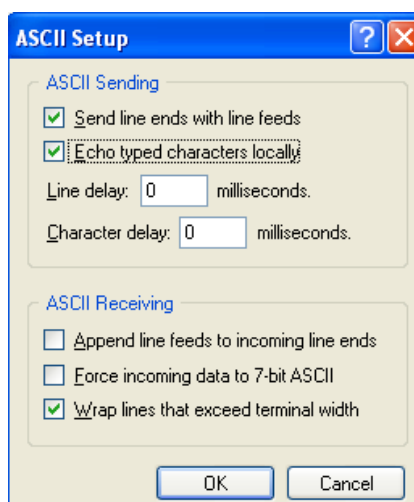 ASCII Setup
ASCII Sending
Send line ends with line feeds
Echo typed characters locally
Line delay: 0 milliseconds.
Character delay: 0 milliseconds.
ASCII Receiving
Append line feeds to incoming line ends
Force incoming data to 7-bit ASCII
Wrap lines that exceed terminal width
OK Cancel